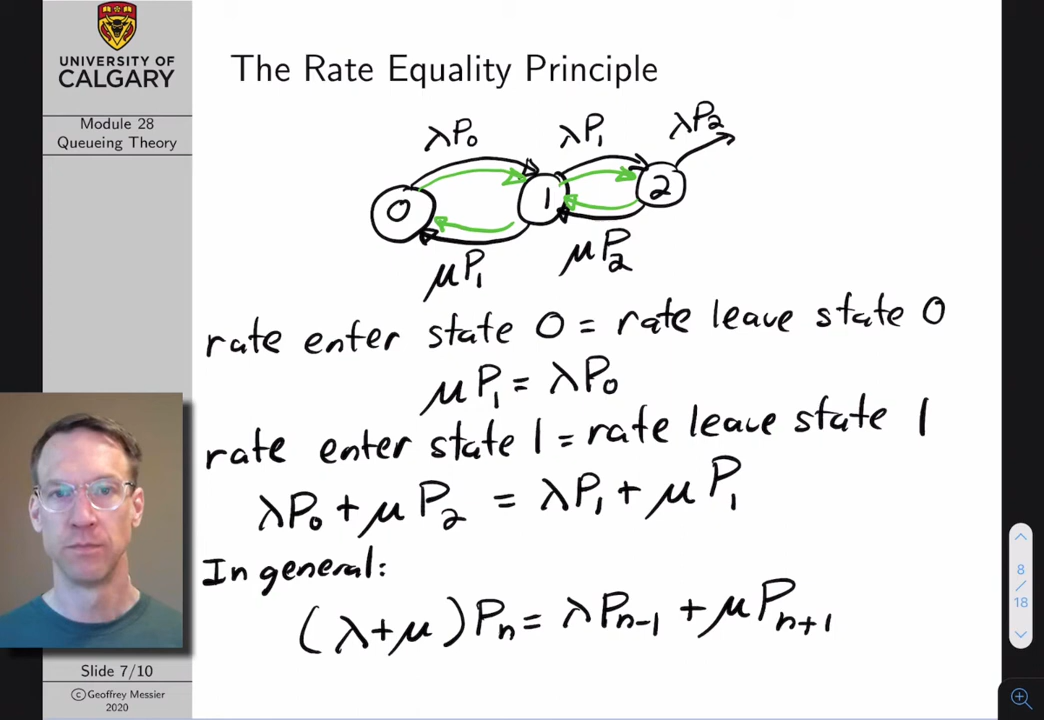 UNIVERSITY OF
CALGARY
Module 28
Queueing Theory
The Rate Equality Principle
λP₀
λP₁
λP₂
0
1
2
μP₁
μP₂
rate enter state 0 = rate leave state 0
μP₁ = λP₀
rate enter state 1 = rate leave state 1
λP₀ + μP₂ = λP₁ + μP₁
In general:
(λ+μ)Pₙ = λPₙ₋₁ + μPₙ₊₁
8
/
18
Slide 7/10
©Geoffrey Messier
2020